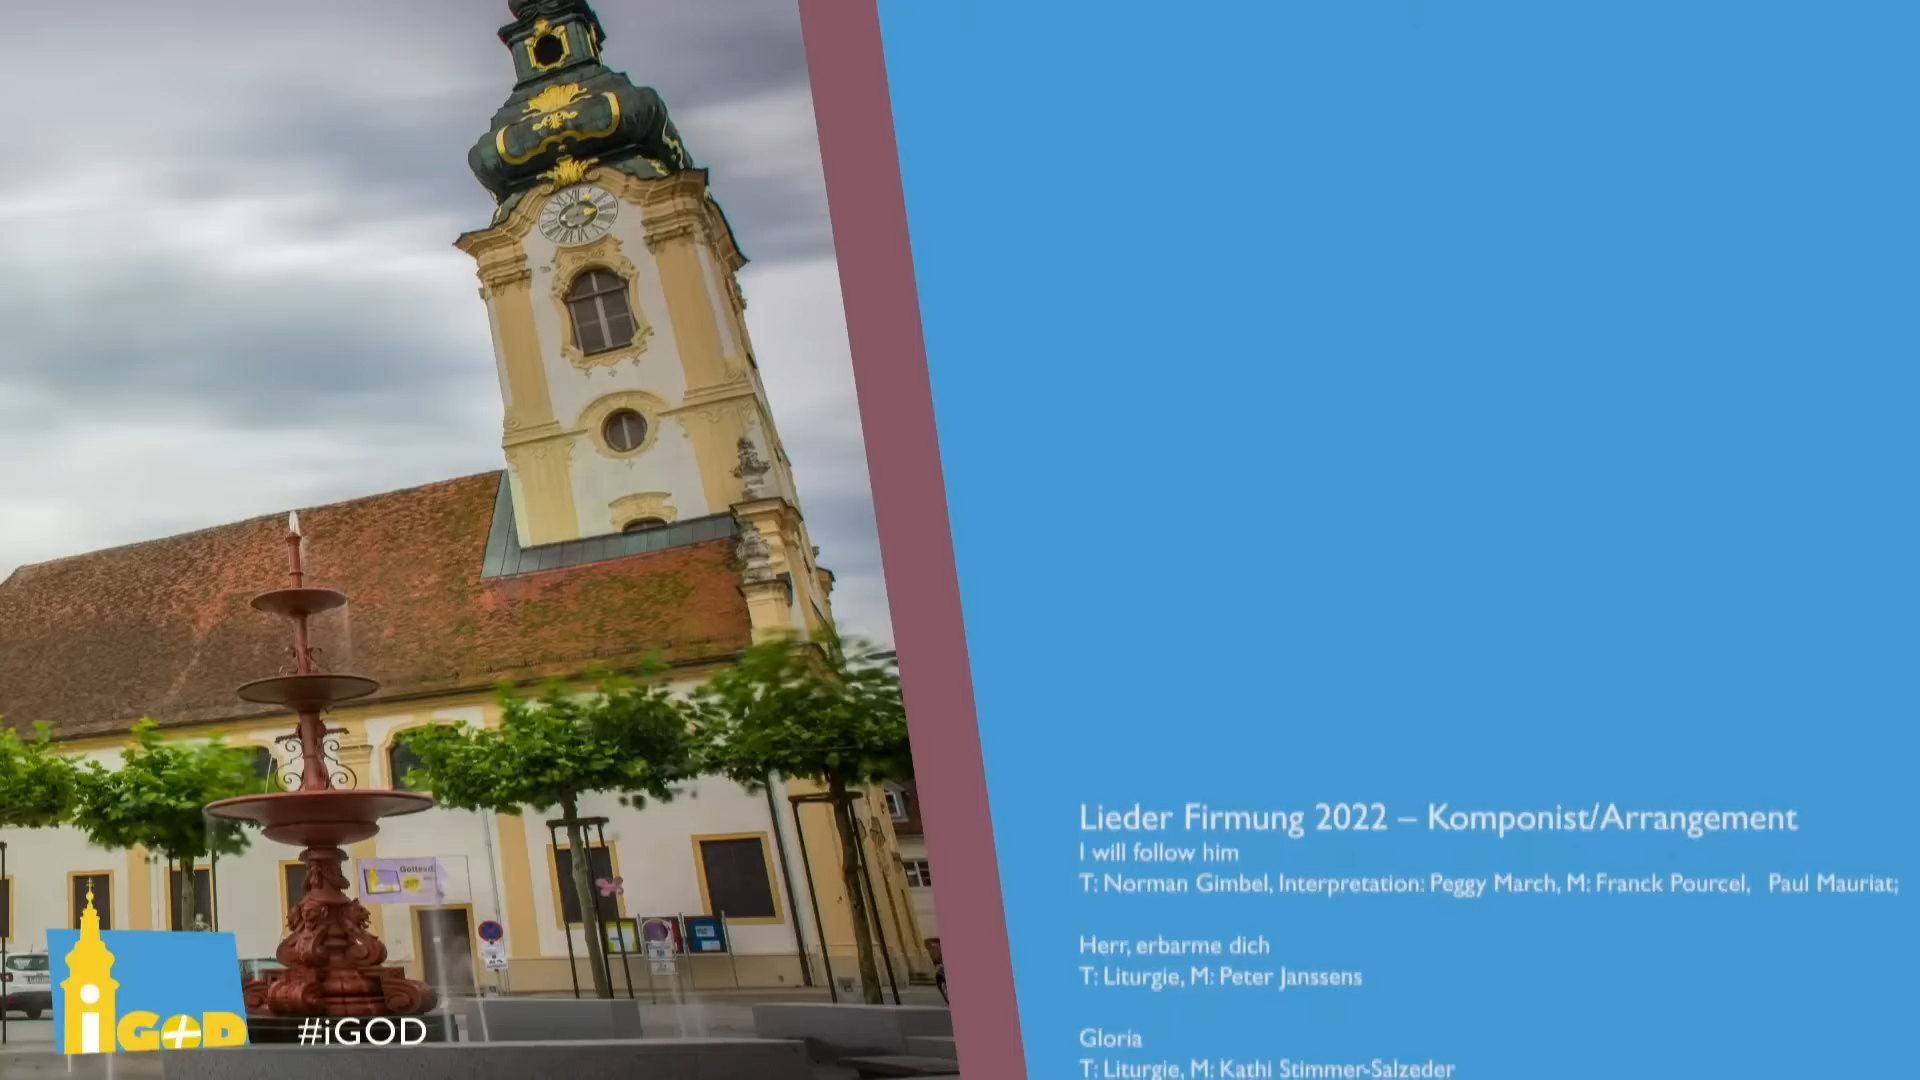 Lieder Firmung 2022 – Komponist/Arrangement
I will follow him
T: Norman Gimbel, Interpretation: Peggy March, M: Franck Pourcel, Paul Mauriat;
Herr, erbarme dich
T: Liturgie, M: Peter Janssens
Gloria
T: Liturgie, M: Kathi Stimmer-Salzeder
iGOD
#iGOD